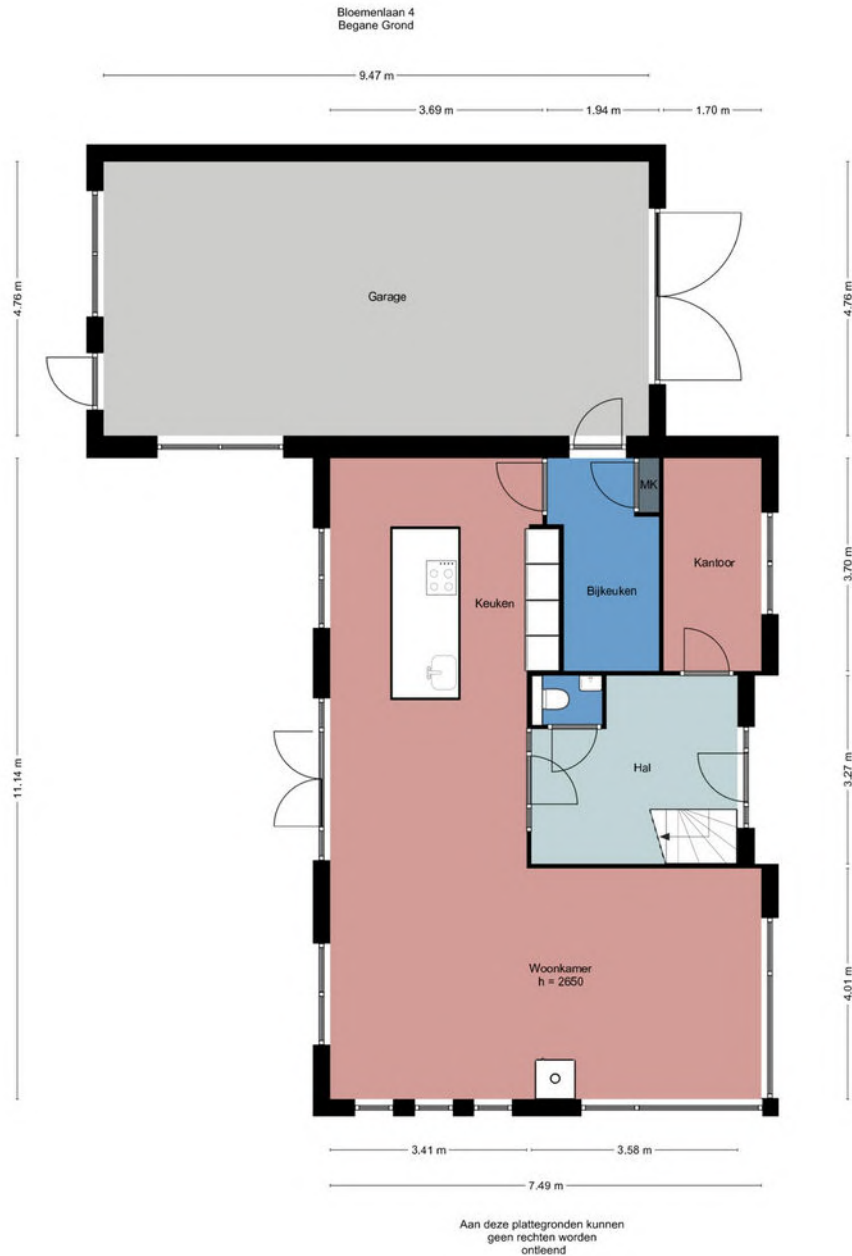 Bloemenlaan 4
Begane Grond
9.47 m
3.69 m
1.94 m
1.70 m
4.76 m
4.76 m
Garage
MK
Kantoor
Keuken
Bijkeuken
3.70 m
11.14 m
Hal
3.27 m
Woonkamer
h = 2650
4.01 m
3.41 m
3.58 m
7.49 m
Aan deze plattegronden kunnen
geen rechten worden
ontleend